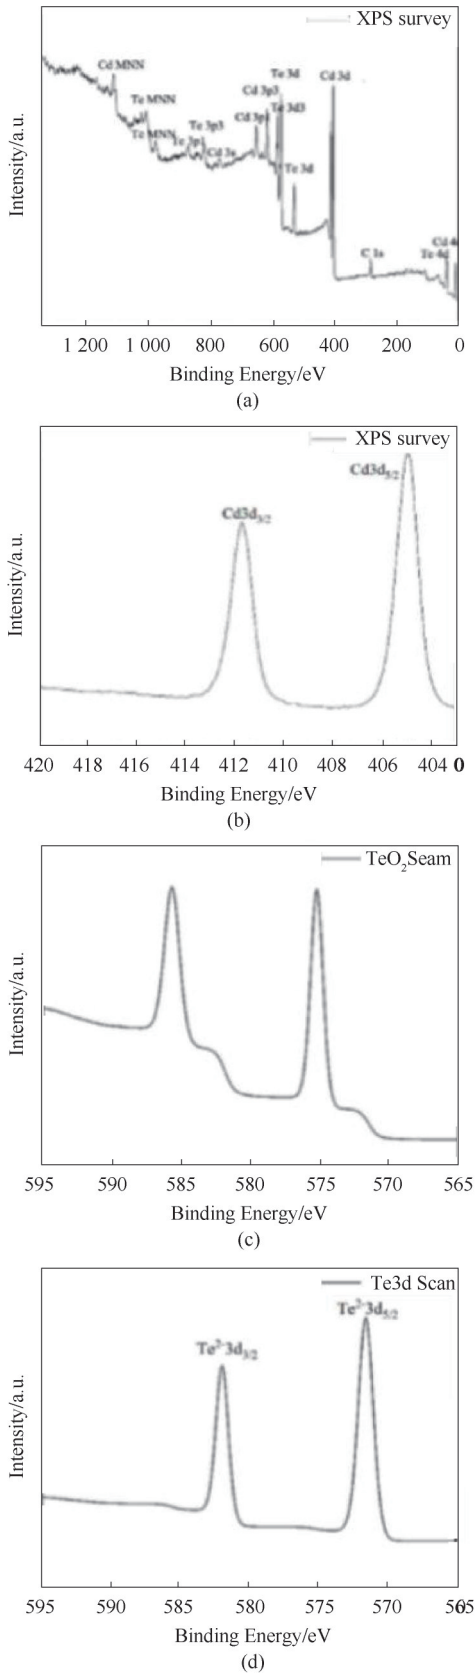 XPS survey
Te 3d
Cd MNN
Cd 3d
Cd 3p3
Te MNN
Te 3d3
Te 3p3
Cd 3p
Te MNN
Te 3p
Cd 3s
Te 3d
C 1s
Cd 4d
Te 4d
Intensity/a.u.
1 200 1 000 800 600 400 200 0
Binding Energy/eV
(a)
XPS survey
Cd3d5/2
Cd3d3/2
Intensity/a.u.
420 418 416 414 412 410 408 406 404 0
Binding Energy/eV
(b)
TeO2Seam
Intensity/a.u.
595 590 585 580 575 570 565
Binding Energy/eV
(c)
Te3d Scan
Te2-3d5/2
Te2-3d3/2
Intensity/a.u.
595 590 585 580 575 570 565
Binding Energy/eV
(d)